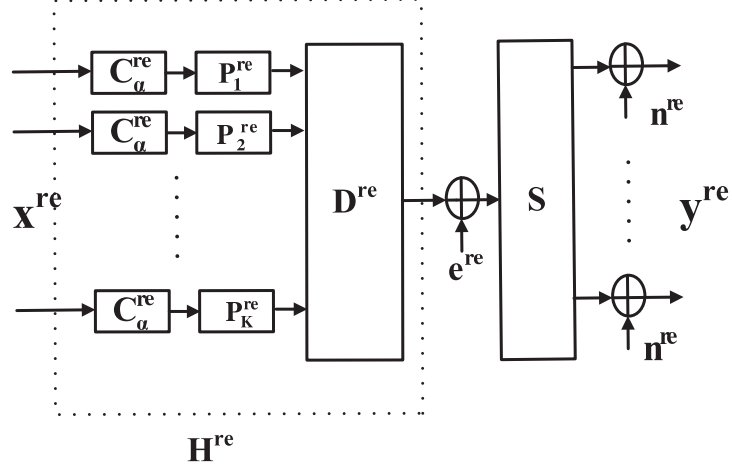 C_α^re P_1^re
C_α^re P_2^re
x^re D^re S n^re
y^re
e^re
C_α^re P_K^re
n^re
H^re